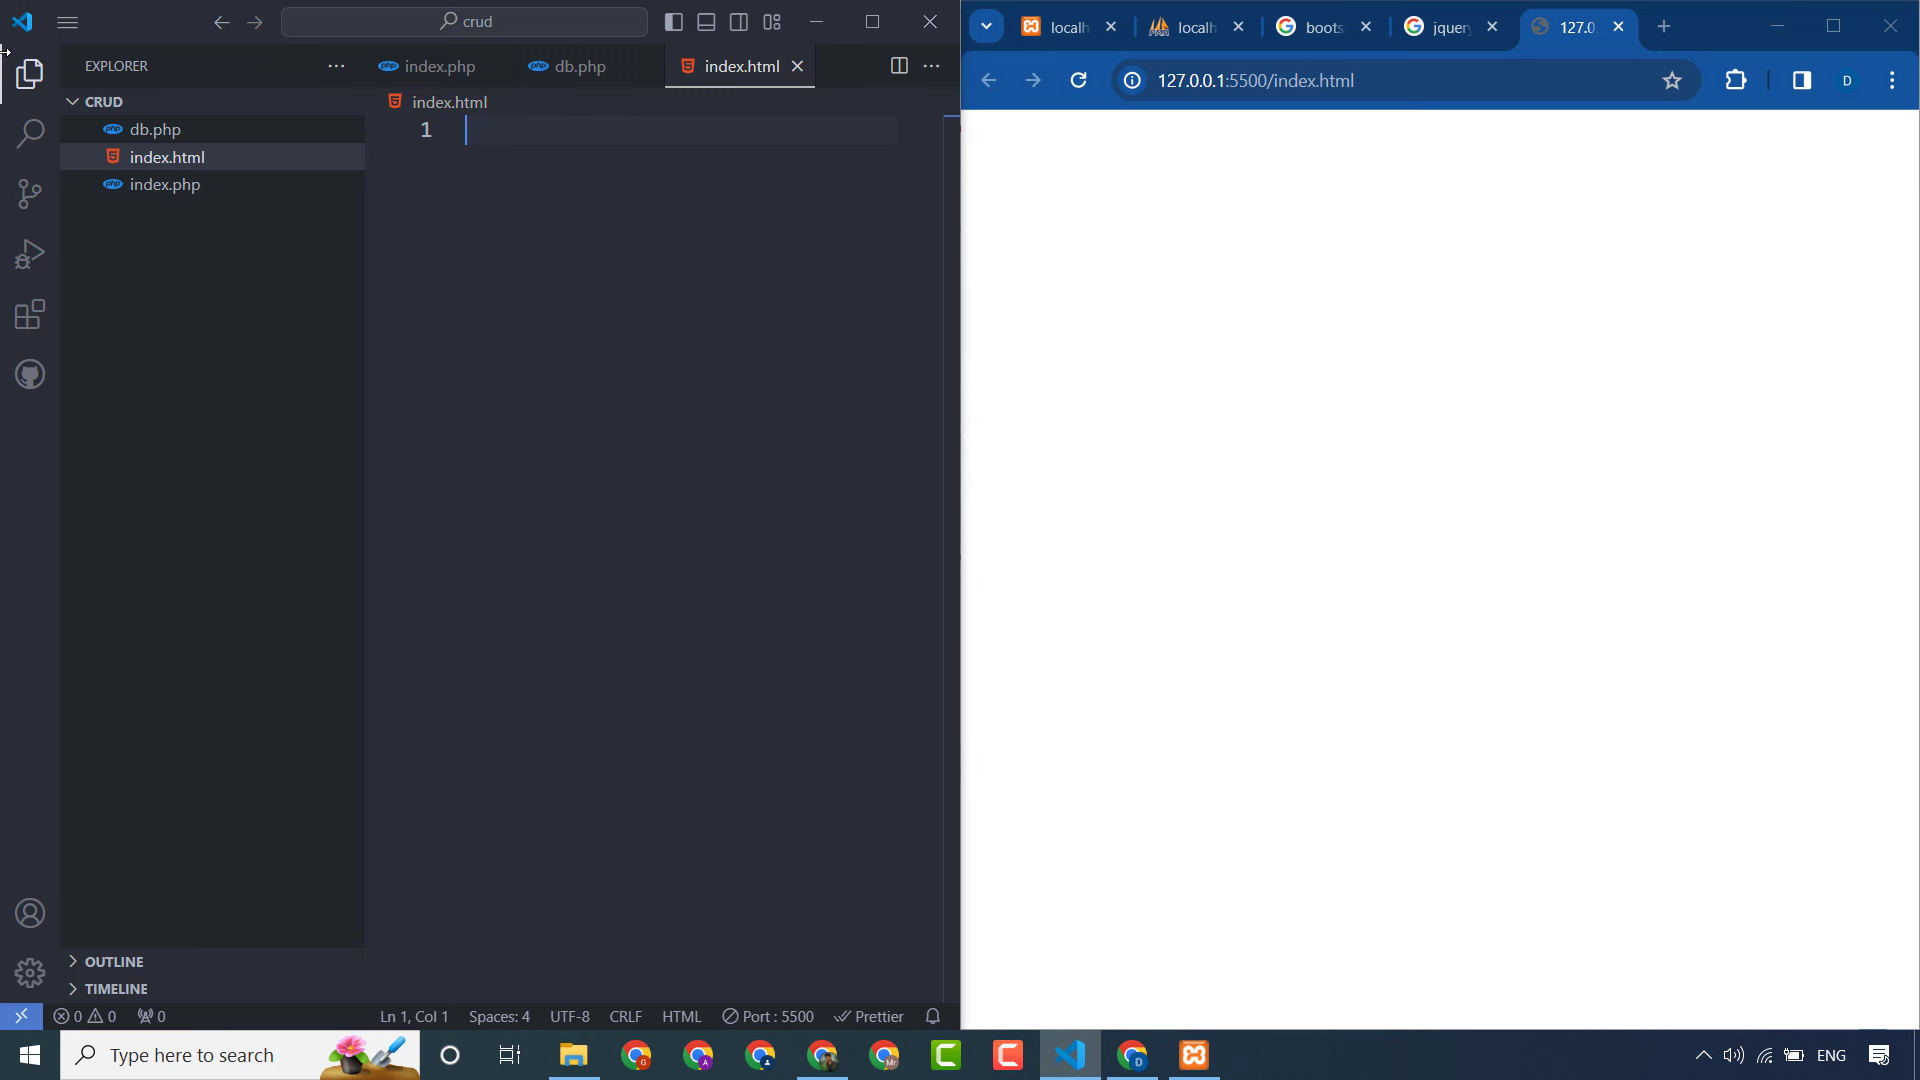 crud
EXPLORER
CRUD
db.php
index.html
index.php
OUTLINE
TIMELINE
index.php
db.php
index.html
index.html
1
0 0 0
Ln 1, Col 1
Spaces: 4
UTF-8
CRLF
HTML
Port : 5500
Prettier
localh
localh
boots
jquery
127.0.
127.0.0.1:5500/index.html
D
Type here to search
G
A
Mr
D
ENG